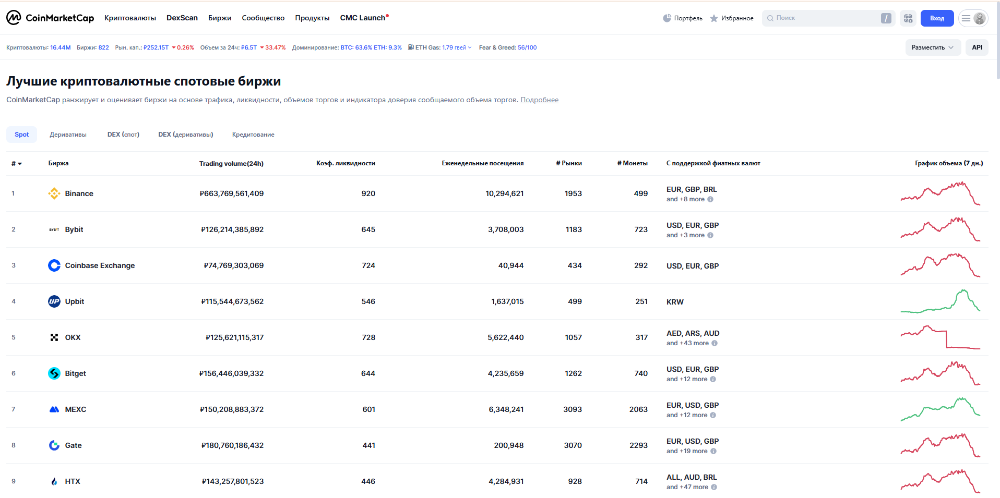 CoinMarketCap Криптовалюты DexScan Биржи Сообщество Продукты CMC Launch Портфель Избранное Поиск / Вход
Криптовалюты: 16.44M Биржи: 822 Рын. кап.: ₽252.15T 0.26% Объем за 24ч: ₽6.5T 33.47% Доминирование: BTC: 63.6% ETH: 9.3% ETH Gas: 1.79 гвей Fear & Greed: 56/100 Разместить API
Лучшие криптовалютные спотовые биржи
CoinMarketCap ранжирует и оценивает биржи на основе трафика, ликвидности, объемов торгов и индикатора доверия сообщаемого объема торгов. Подробнее
Spot Деривативы DEX (спот) DEX (деривативы) Кредитование
# Биржа Trading volume(24h) Коэф. ликвидности Еженедельные посещения # Рынки # Монеты С поддержкой фиатных валют График объема (7 дн.)
1 Binance ₽663,769,561,409 920 10,294,621 1953 499 EUR, GBP, BRL
and +8 more
2 BYBIT Bybit ₽126,214,385,892 645 3,708,003 1183 723 USD, EUR, GBP
and +3 more
3 Coinbase Exchange ₽74,769,303,069 724 40,944 434 292 USD, EUR, GBP
4 UP Upbit ₽115,544,673,562 546 1,637,015 499 251 KRW
5 OKX ₽125,621,115,317 728 5,622,440 1057 317 AED, ARS, AUD
and +43 more
6 Bitget ₽156,446,039,332 644 4,235,659 1262 740 USD, EUR, GBP
and +12 more
7 MEXC ₽150,208,883,372 601 6,348,241 3093 2063 EUR, USD, GBP
and +12 more
8 Gate ₽180,760,186,432 441 200,948 3070 2293 EUR, USD, GBP
and +19 more
9 HTX ₽143,257,801,523 446 4,284,931 928 714 ALL, AUD, BRL
and +47 more